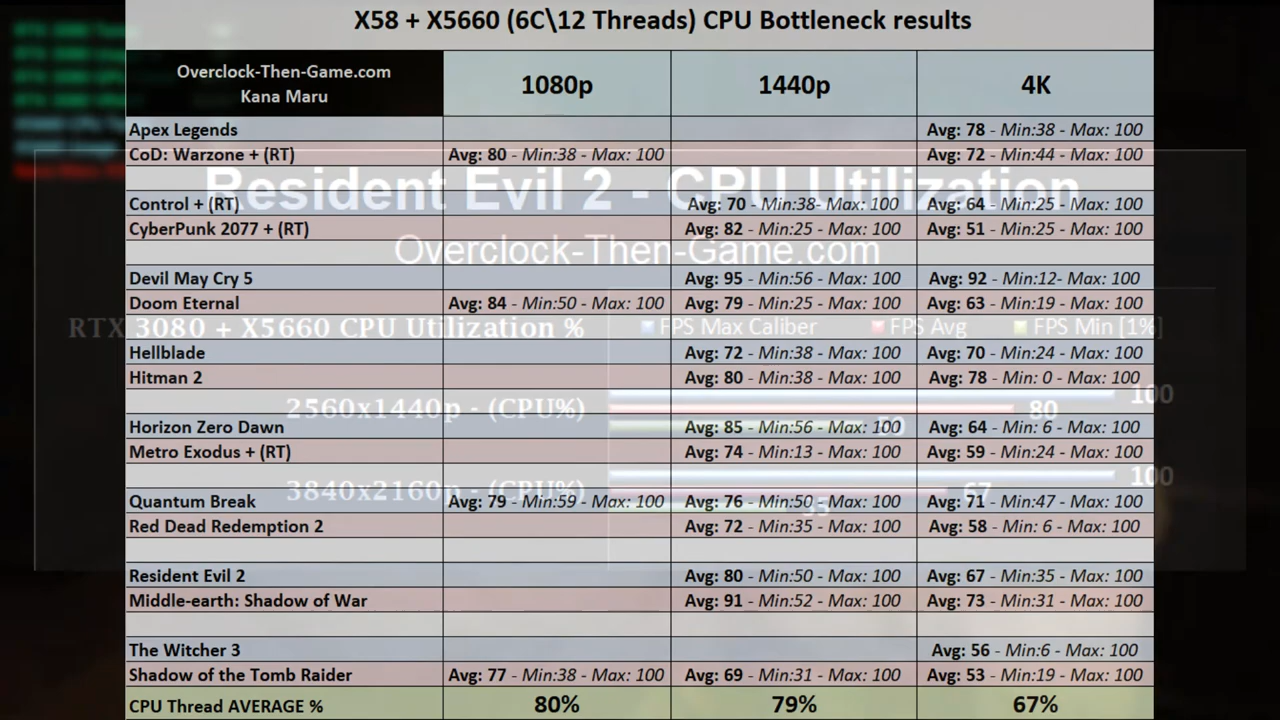 X58 + X5660 (6C\12 Threads) CPU Bottleneck results
Overclock-Then-Game.com
Kana Maru
1080p 1440p 4K
Apex Legends Avg: 78 - Min:38 - Max: 100
CoD: Warzone + (RT) Avg: 80 - Min:38 - Max: 100 Avg: 72 - Min:44 - Max: 100
Resident Evil 2 - CPU Utilization
Control + (RT) Avg: 70 - Min:38- Max: 100 Avg: 64 - Min:25 - Max: 100
CyberPunk 2077 + (RT) Avg: 82 - Min:25 - Max: 100 Avg: 51 - Min:25 - Max: 100
Overclock-Then-Game.com
Devil May Cry 5 Avg: 95 - Min:56 - Max: 100 Avg: 92 - Min:12- Max: 100
Doom Eternal Avg: 84 - Min:50 - Max: 100 Avg: 79 - Min:25 - Max: 100 Avg: 63 - Min:19 - Max: 100
RTX 3080 + X5660 CPU Utilization % FPS Max Caliber FPS Avg FPS Min [1%]
Hellblade Avg: 72 - Min:38 - Max: 100 Avg: 70 - Min:24 - Max: 100
Hitman 2 Avg: 80 - Min:38 - Max: 100 Avg: 78 - Min: 0 - Max: 100
100
2560x1440p - (CPU%) 80
50
Horizon Zero Dawn Avg: 85 - Min:56 - Max: 100 Avg: 64 - Min: 6 - Max: 100
Metro Exodus + (RT) Avg: 74 - Min:13 - Max: 100 Avg: 59 - Min:24 - Max: 100
100
3840x2160p - (CPU%) 67
35
Quantum Break Avg: 79 - Min:59 - Max: 100 Avg: 76 - Min:50 - Max: 100 Avg: 71 - Min:47 - Max: 100
Red Dead Redemption 2 Avg: 72 - Min:35 - Max: 100 Avg: 58 - Min: 6 - Max: 100
Resident Evil 2 Avg: 80 - Min:50 - Max: 100 Avg: 67 - Min:35 - Max: 100
Middle-earth: Shadow of War Avg: 91 - Min:52 - Max: 100 Avg: 73 - Min:31 - Max: 100
The Witcher 3 Avg: 56 - Min:6 - Max: 100
Shadow of the Tomb Raider Avg: 77 - Min:38 - Max: 100 Avg: 69 - Min:31 - Max: 100 Avg: 53 - Min:19 - Max: 100
CPU Thread AVERAGE % 80% 79% 67%